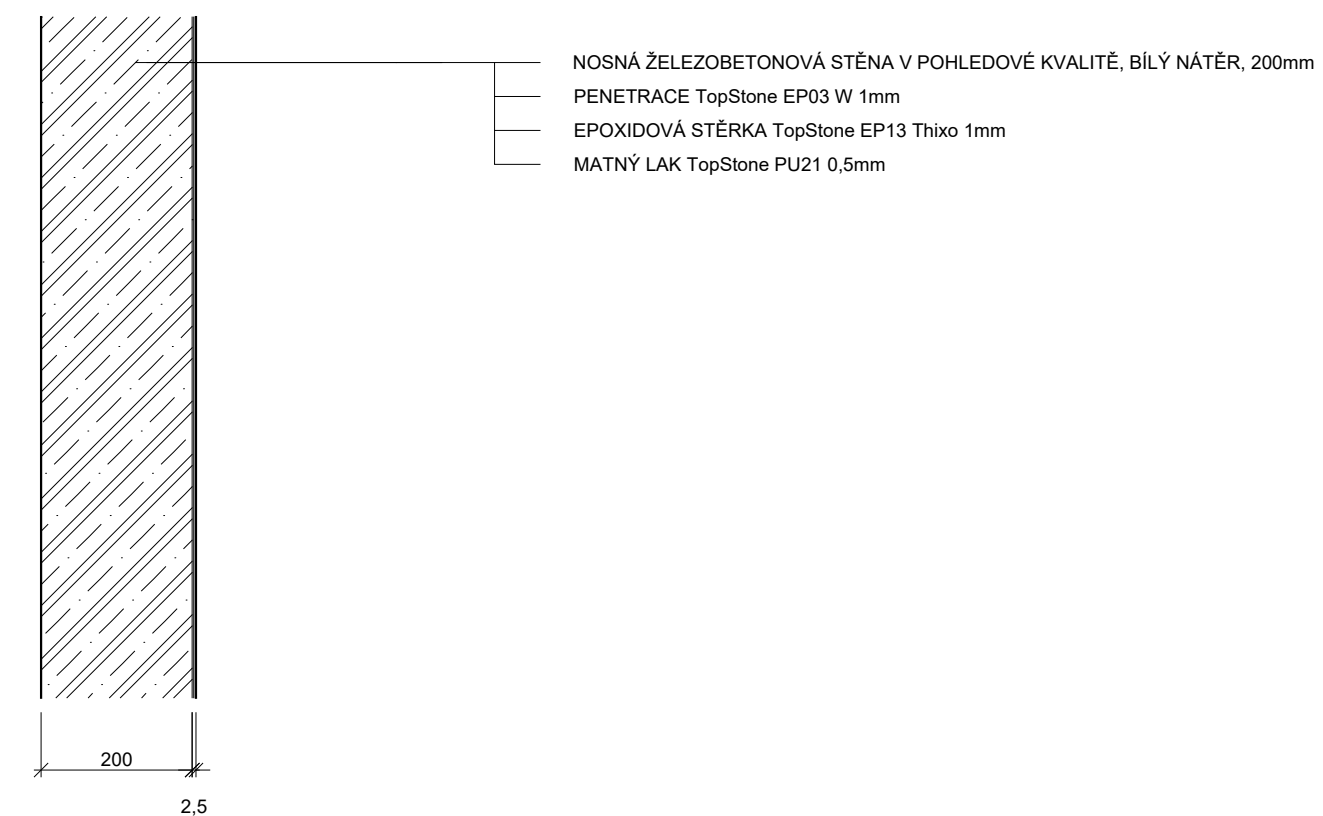 NOSNÁ ŽELEZOBETONOVÁ STĚNA V POHLEDOVÉ KVALITĚ, BÍLÝ NÁTĚR, 200mm
PENETRACE TopStone EP03 W 1mm
EPOXIDOVÁ STĚRKA TopStone EP13 Thixo 1mm
MATNÝ LAK TopStone PU21 0,5mm
200
2,5